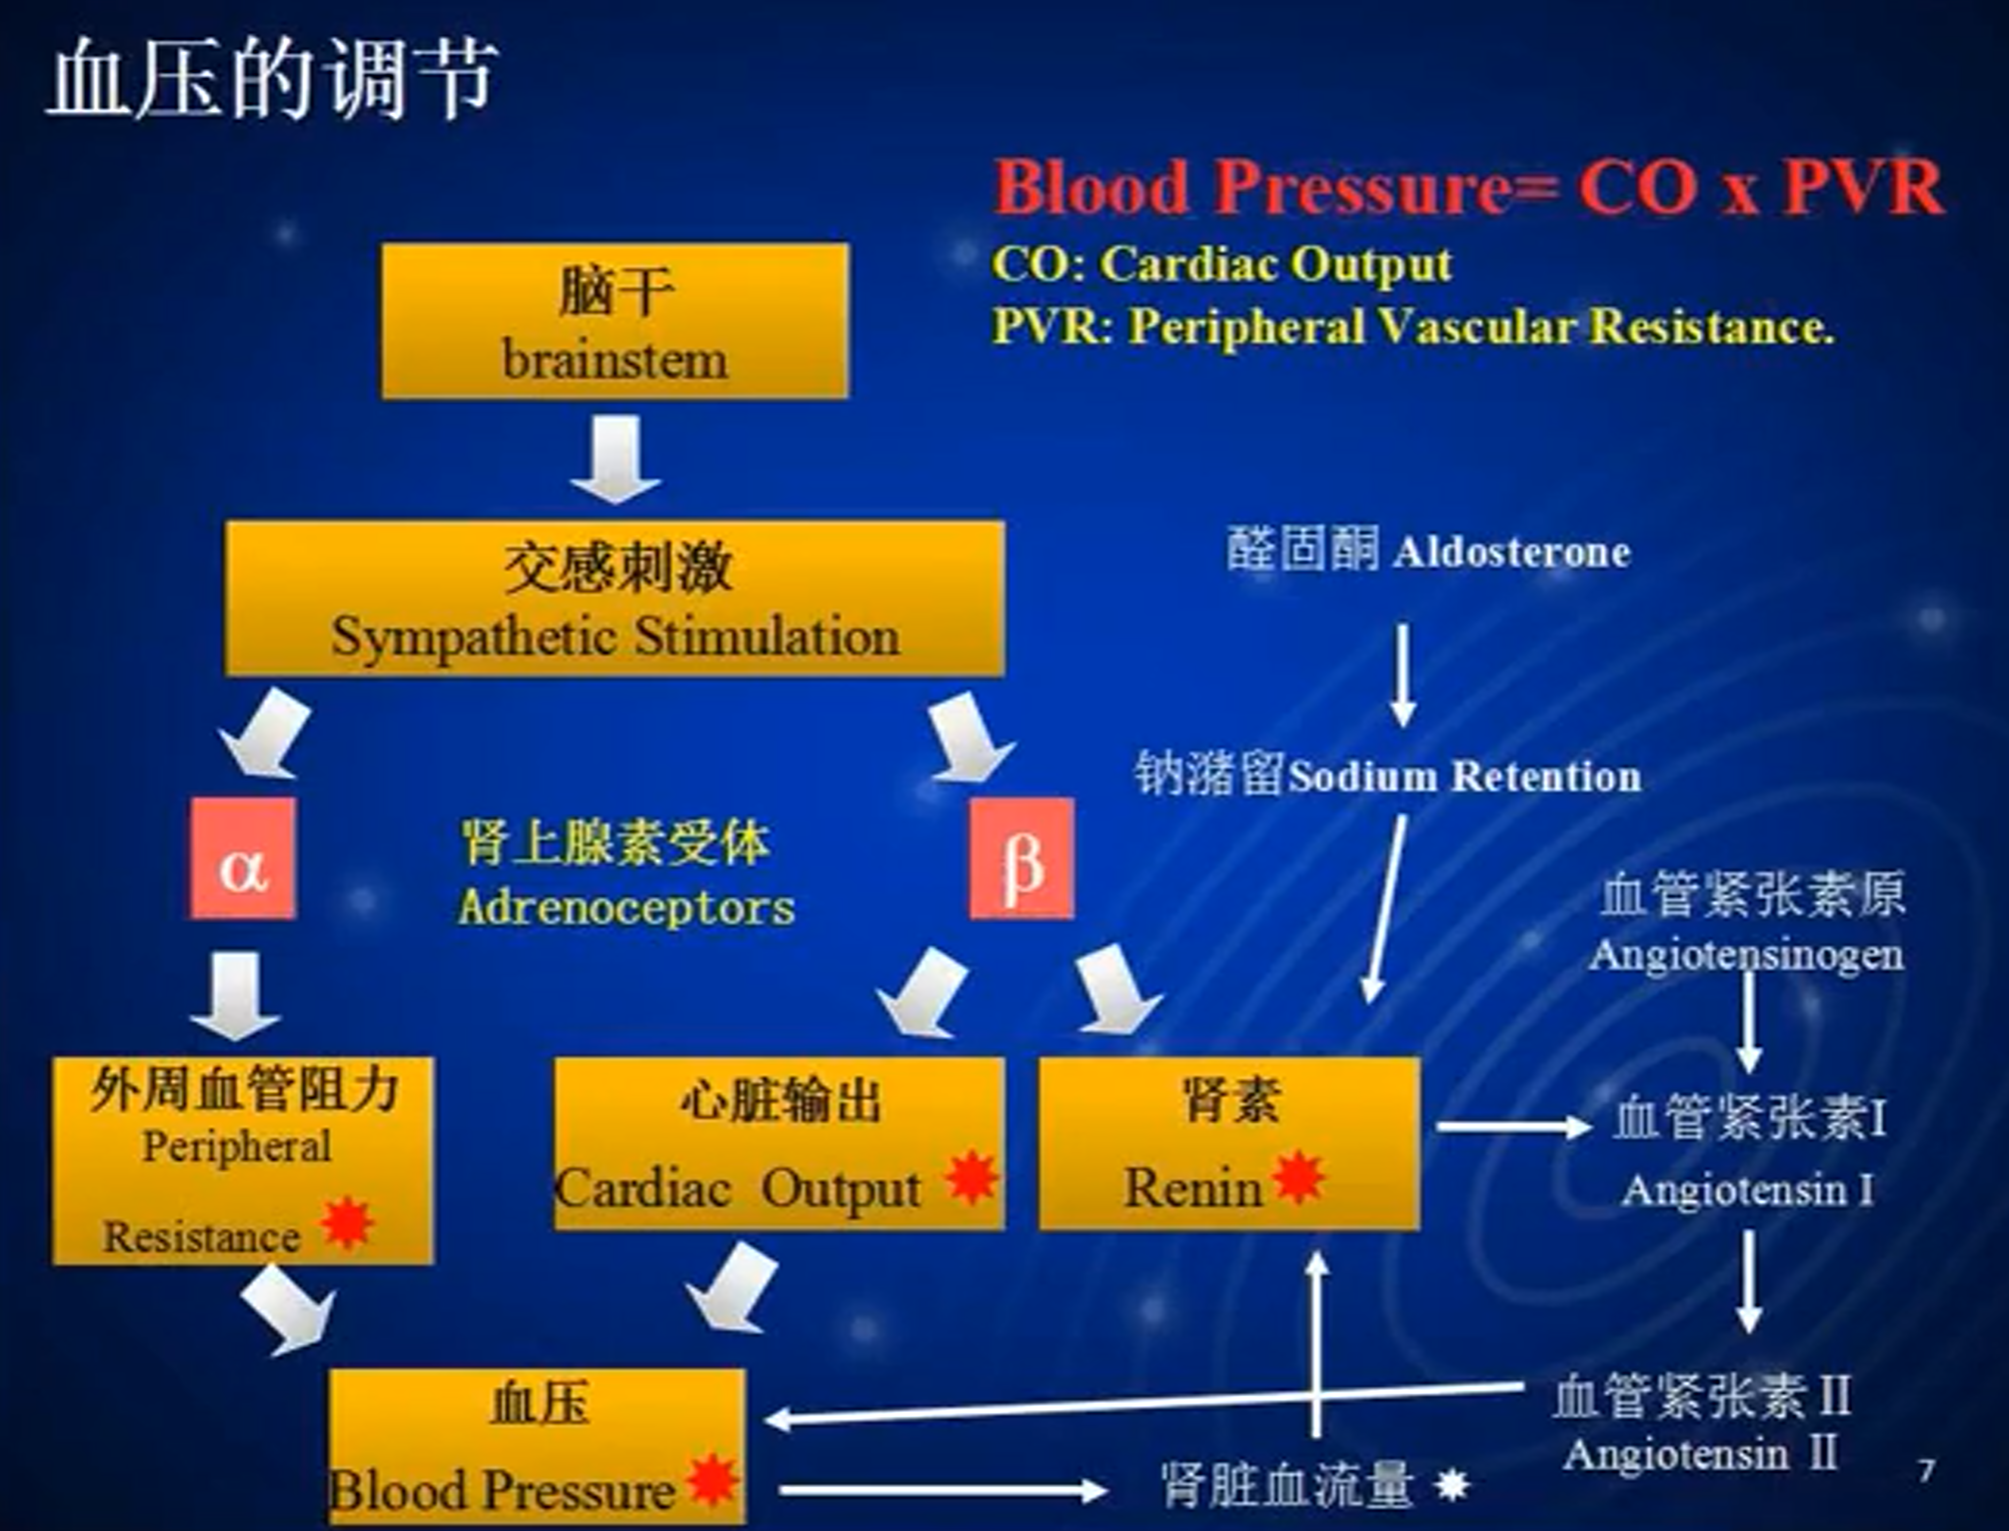 血压的调节
Blood Pressure= CO x PVR
CO: Cardiac Output
PVR: Peripheral Vascular Resistance.
脑干
brainstem
交感刺激
Sympathetic Stimulation
醛固酮 Aldosterone
钠潴留Sodium Retention
α
肾上腺素受体
Adrenoceptors
β
血管紧张素原
Angiotensinogen
外周血管阻力
Peripheral
Resistance
心脏输出
Cardiac Output
肾素
Renin
血管紧张素I
Angiotensin I
血压
Blood Pressure
血管紧张素Ⅱ
Angiotensin Ⅱ
肾脏血流量
7